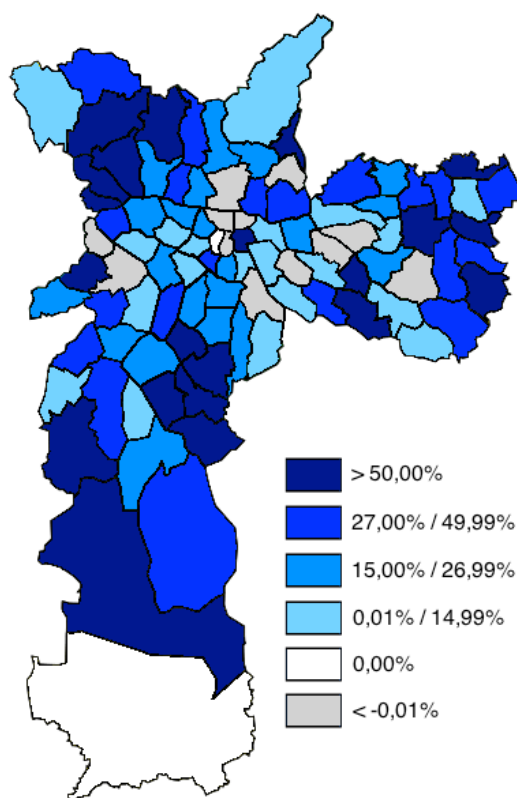 > 50,00%
27,00% / 49,99%
15,00% / 26,99%
0,01% / 14,99%
0,00%
< -0,01%